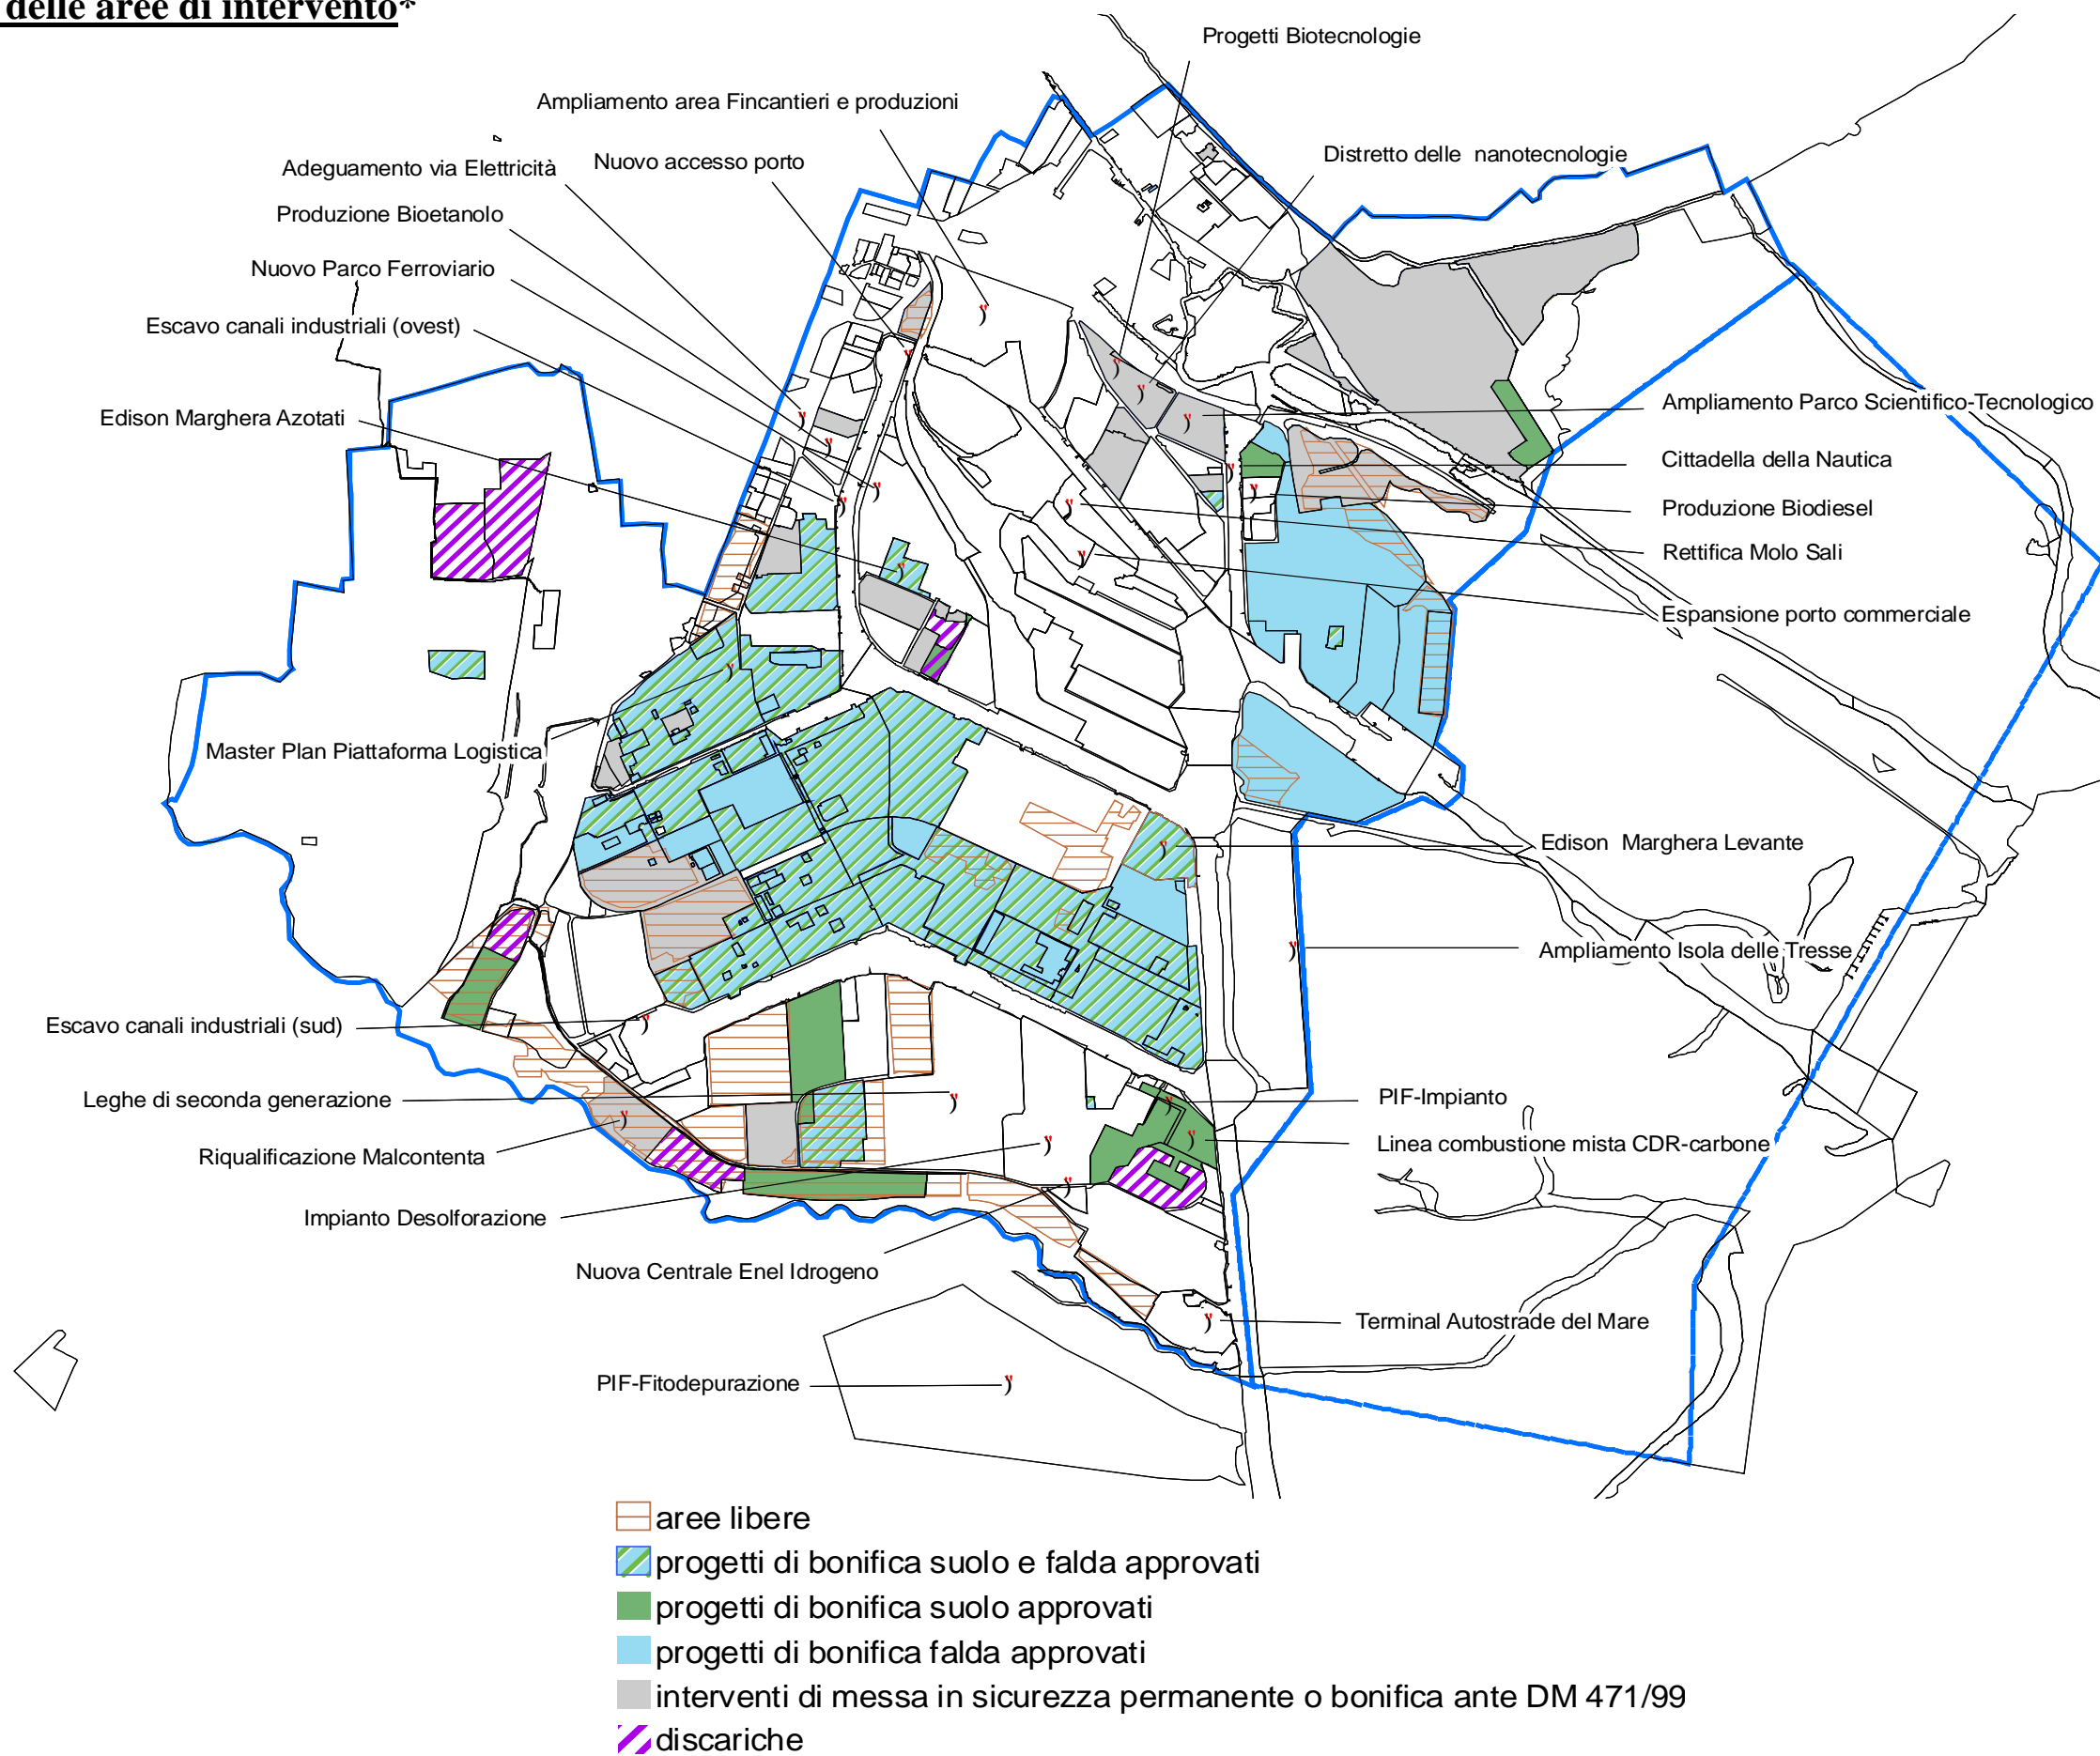 delle aree di intervento*
Progetti Biotecnologie
Ampliamento area Fincantieri e produzioni
Nuovo accesso porto
Distretto delle nanotecnologie
Adeguamento via Elettricità
Produzione Bioetanolo
Nuovo Parco Ferroviario
Escavo canali industriali (ovest)
Edison Marghera Azotati
Ampliamento Parco Scientifico-Tecnologico
Cittadella della Nautica
Produzione Biodiesel
Rettifica Molo Sali
Espansione porto commerciale
Master Plan Piattaforma Logistica
Edison Marghera Levante
Ampliamento Isola delle Tresse
Escavo canali industriali (sud)
Leghe di seconda generazione
PIF-Impianto
Linea combustione mista CDR-carbone
Riqualificazione Malcontenta
Impianto Desolforazione
Nuova Centrale Enel Idrogeno
Terminal Autostrade del Mare
PIF-Fitodepurazione
aree libere
progetti di bonifica suolo e falda approvati
progetti di bonifica suolo approvati
progetti di bonifica falda approvati
interventi di messa in sicurezza permanente o bonifica ante DM 471/99
discariche